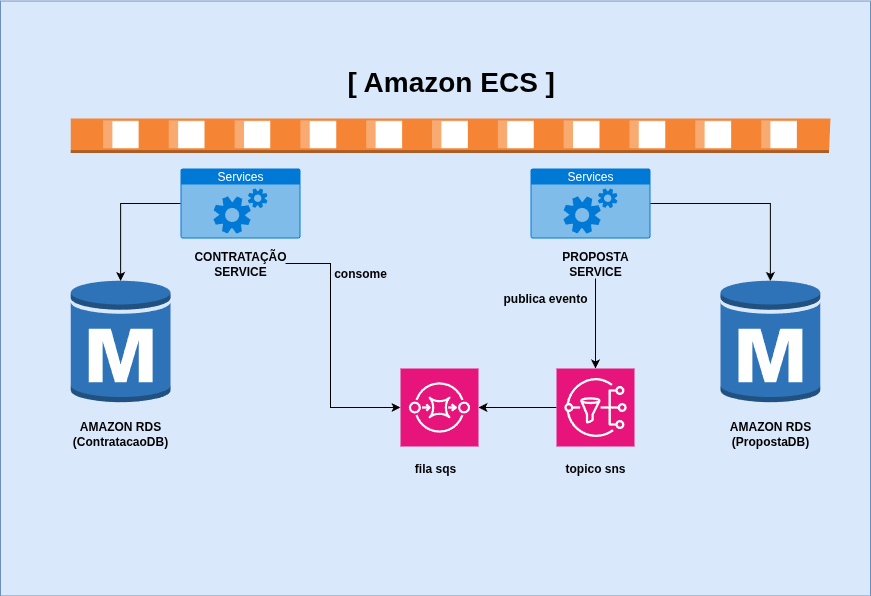 [ Amazon ECS ]
Services
Services
CONTRATAÇÃO
SERVICE
PROPOSTA
SERVICE
consome
publica evento
M
M
AMAZON RDS
(ContratacaoDB)
AMAZON RDS
(PropostaDB)
fila sqs
topico sns